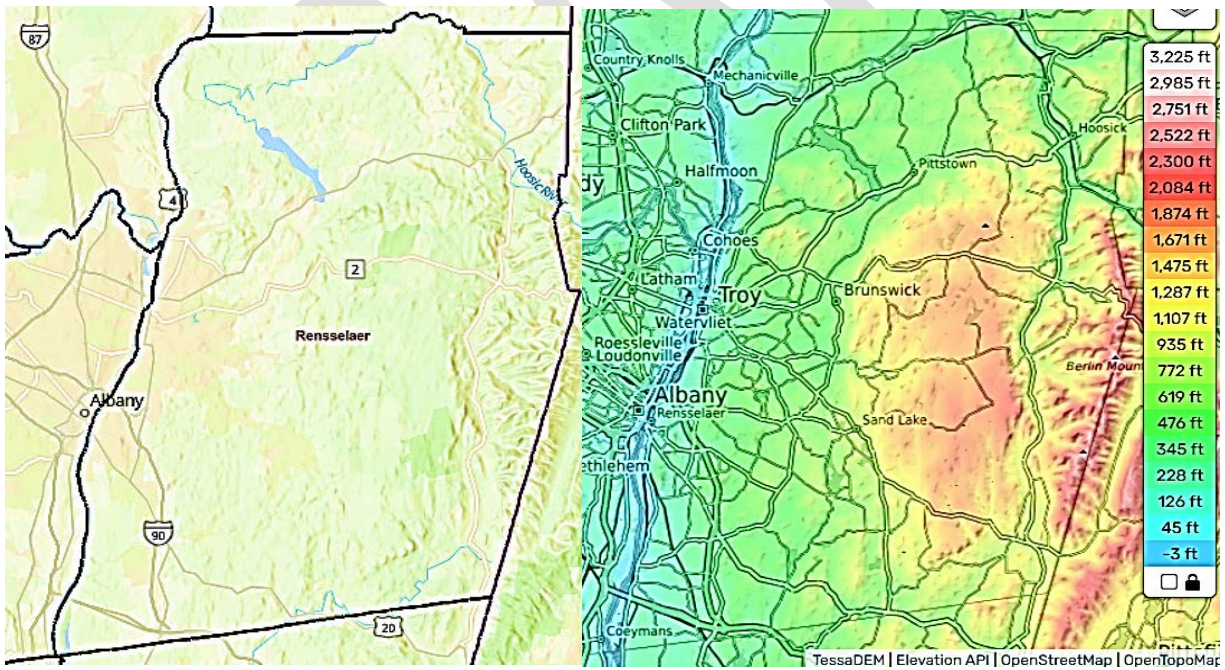 87
4
Hoosic River
2
Rensselaer
Albany
90
20
Country Knolls
Mechanicville
Clifton Park
Hoosick
Pittstown
Halfmoon
dy
Cohoes
Latham
Troy
Brunswick
Watervliet
Roessleville
Loudonville
Berlin Mount
Albany
Rensselaer
Sand Lake
ethlehem
Coeymans
Pittsfi
3,225 ft
2,985 ft
2,751 ft
2,522 ft
2,300 ft
2,084 ft
1,874 ft
1,671 ft
1,475 ft
1,287 ft
1,107 ft
935 ft
772 ft
619 ft
476 ft
345 ft
228 ft
126 ft
45 ft
-3 ft
TessaDEM | Elevation API | OpenStreetMap | OpenTopoMap